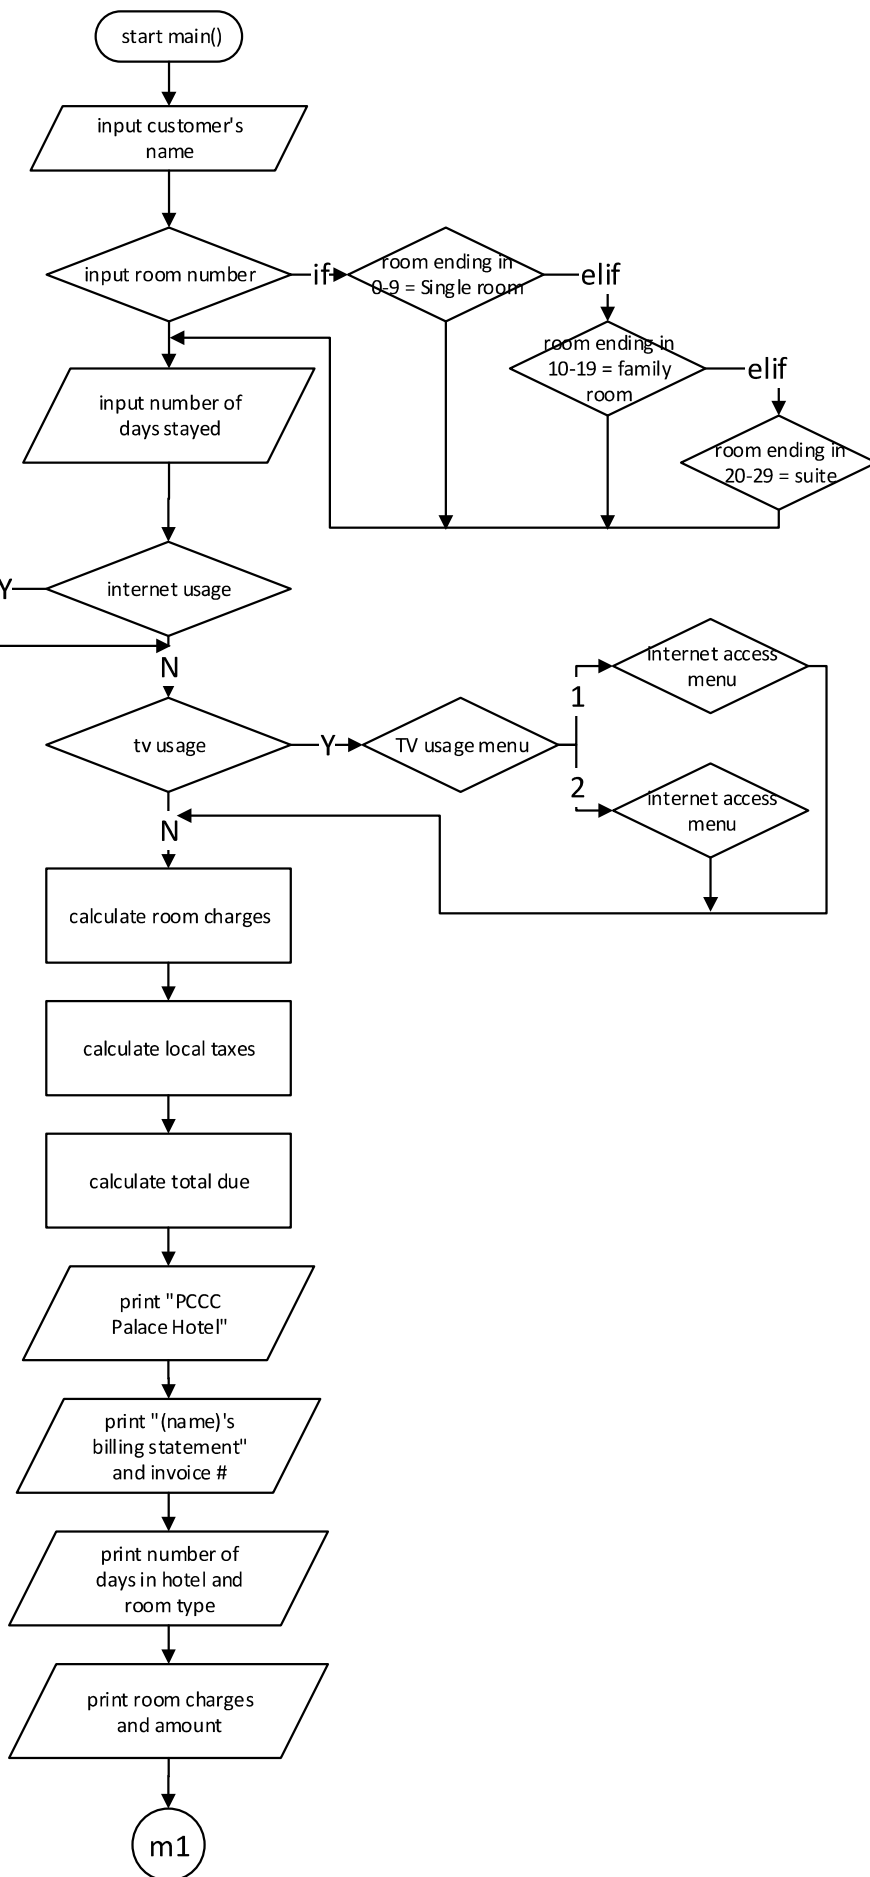 start main()
input customer's
name
input room number
if
room ending in
0-9 = Single room
elif
room ending in
10-19 = family
room
elif
room ending in
20-29 = suite
input number of
days stayed
Y
internet usage
N
tv usage
Y
TV usage menu
1
internet access
menu
2
internet access
menu
N
calculate room charges
calculate local taxes
calculate total due
print "PCCC
Palace Hotel"
print "(name)'s
billing statement"
and invoice #
print number of
days in hotel and
room type
print room charges
and amount
m1